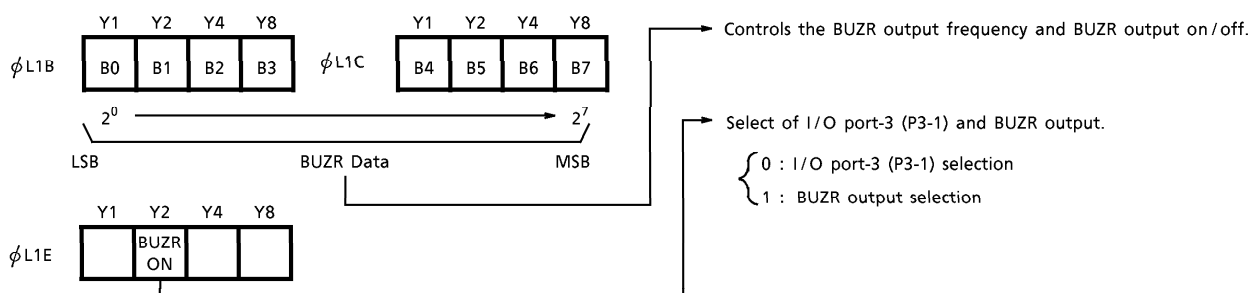 Y1 Y2 Y4 Y8 Y1 Y2 Y4 Y8
Controls the BUZR output frequency and BUZR output on/off.
ϕL1B B0 B1 B2 B3 ϕL1C B4 B5 B6 B7
2⁰ 2⁷
Select of I/O port-3 (P3-1) and BUZR output.
LSB BUZR Data MSB
0 : I/O port-3 (P3-1) selection
1 : BUZR output selection
Y1 Y2 Y4 Y8
ϕL1E BUZR
ON